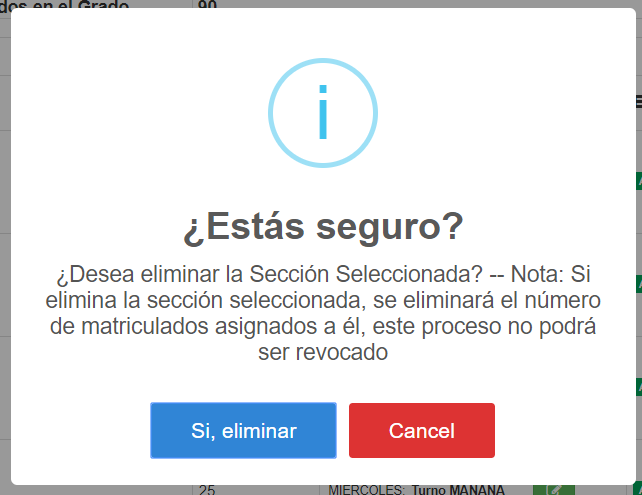 dos en el Grado 90
¿Estás seguro?
¿Desea eliminar la Sección Seleccionada? -- Nota: Si
elimina la sección seleccionada, se eliminará el número
de matriculados asignados a él, este proceso no podrá
ser revocado
Si, eliminar Cancel
25 MIERCOLES: Turno MAÑANA